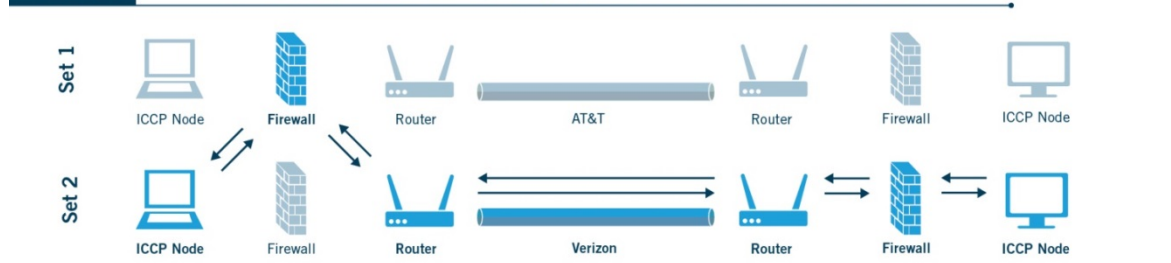 Set 1
ICCP Node Firewall Router AT&T Router Firewall ICCP Node
Set 2
ICCP Node Firewall Router Verizon Router Firewall ICCP Node